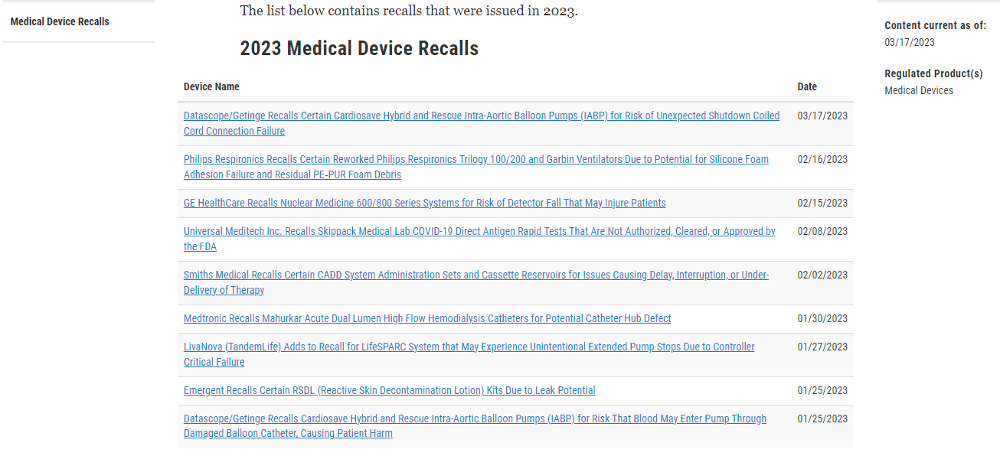 Medical Device Recalls
The list below contains recalls that were issued in 2023.
2023 Medical Device Recalls
Device Name Date
Datascope/Getinge Recalls Certain Cardiosave Hybrid and Rescue Intra-Aortic Balloon Pumps (IABP) for Risk of Unexpected Shutdown Coiled 03/17/2023
Cord Connection Failure
Philips Respironics Recalls Certain Reworked Philips Respironics Trilogy 100/200 and Garbin Ventilators Due to Potential for Silicone Foam 02/16/2023
Adhesion Failure and Residual PE-PUR Foam Debris
GE HealthCare Recalls Nuclear Medicine 600/800 Series Systems for Risk of Detector Fall That May Injure Patients 02/15/2023
Universal Meditech Inc. Recalls Skippack Medical Lab COVID-19 Direct Antigen Rapid Tests That Are Not Authorized, Cleared, or Approved by 02/08/2023
the FDA
Smiths Medical Recalls Certain CADD System Administration Sets and Cassette Reservoirs for Issues Causing Delay, Interruption, or Under- 02/02/2023
Delivery of Therapy
Medtronic Recalls Mahurkar Acute Dual Lumen High Flow Hemodialysis Catheters for Potential Catheter Hub Defect 01/30/2023
LivaNova (TandemLife) Adds to Recall for LifeSPARC System that May Experience Unintentional Extended Pump Stops Due to Controller 01/27/2023
Critical Failure
Emergent Recalls Certain RSDL (Reactive Skin Decontamination Lotion) Kits Due to Leak Potential 01/25/2023
Datascope/Getinge Recalls Cardiosave Hybrid and Rescue Intra-Aortic Balloon Pumps (IABP) for Risk That Blood May Enter Pump Through 01/25/2023
Damaged Balloon Catheter, Causing Patient Harm
Content current as of:
03/17/2023
Regulated Product(s)
Medical Devices